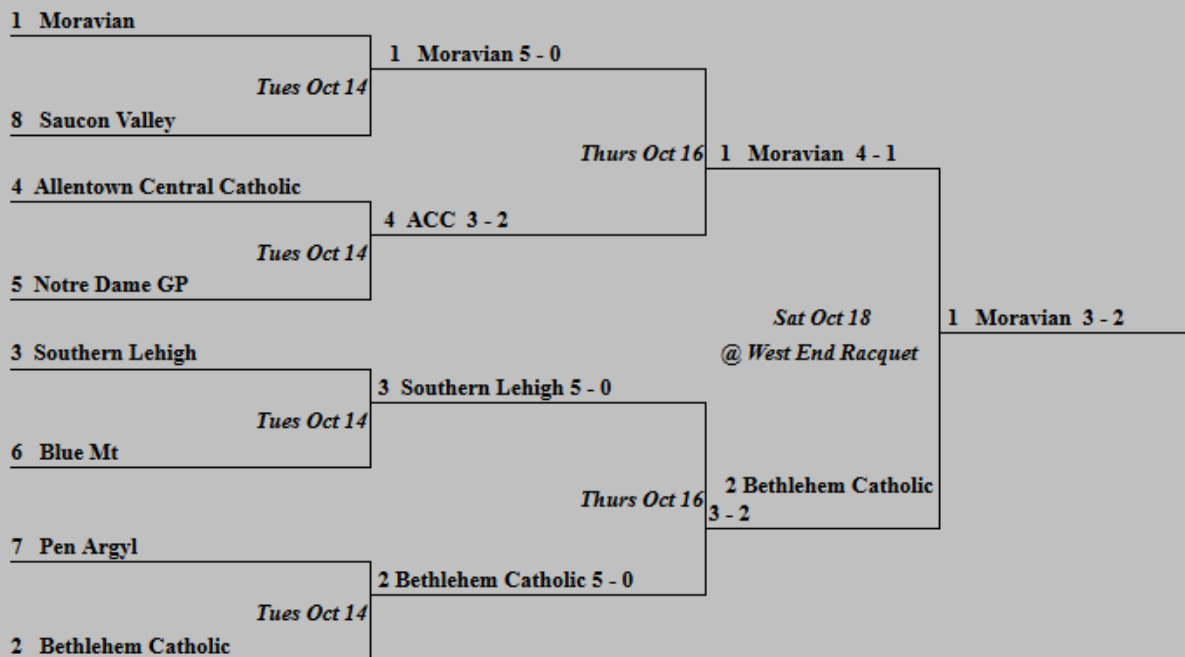 1 Moravian
1 Moravian 5 - 0
Tues Oct 14
8 Saucon Valley
Thurs Oct 16
1 Moravian 4 - 1
4 Allentown Central Catholic
4 ACC 3 - 2
Tues Oct 14
5 Notre Dame GP
Sat Oct 18
1 Moravian 3 - 2
@ West End Racquet
3 Southern Lehigh
3 Southern Lehigh 5 - 0
Tues Oct 14
6 Blue Mt
2 Bethlehem Catholic
Thurs Oct 16
3 - 2
7 Pen Argyl
2 Bethlehem Catholic 5 - 0
Tues Oct 14
2 Bethlehem Catholic